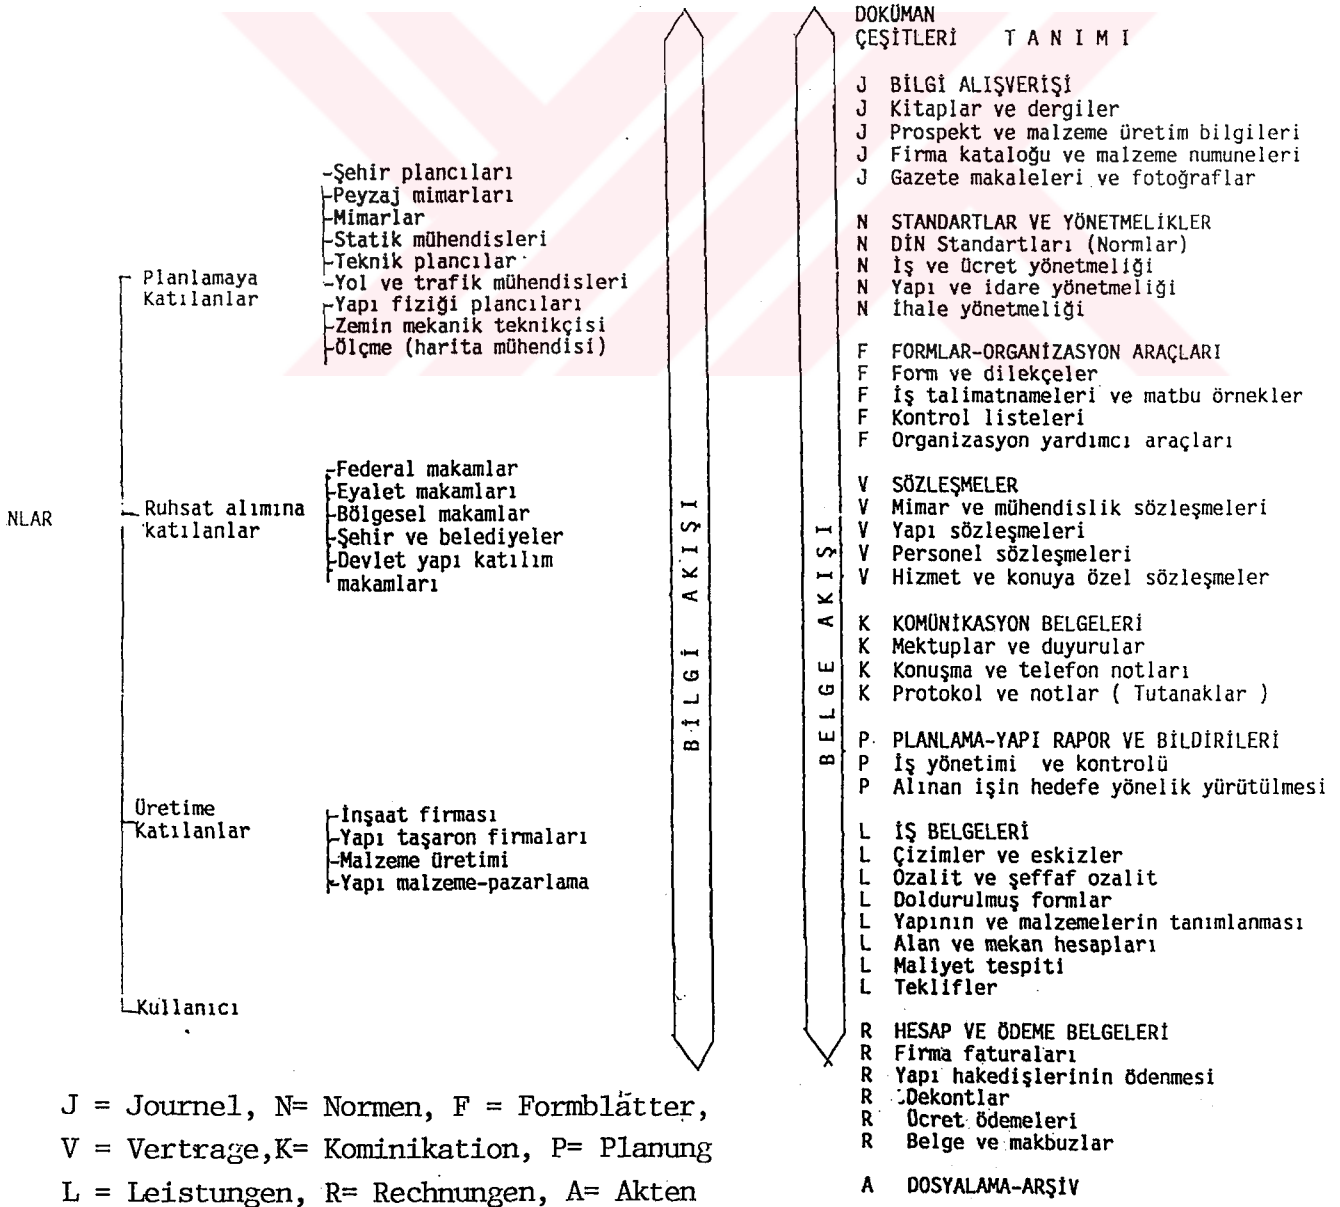 DOKÜMAN
ÇEŞİTLERİ T A N I M I
J BİLGİ ALIŞVERİŞİ
J Kitaplar ve dergiler
J Prospekt ve malzeme üretim bilgileri
J Firma kataloğu ve malzeme numuneleri
J Gazete makaleleri ve fotoğraflar
N STANDARTLAR VE YÖNETMELİKLER
N DİN Standartları (Normlar)
N İş ve ücret yönetmeliği
N Yapı ve idare yönetmeliği
N İhale yönetmeliği
F FORMLAR-ORGANİZASYON ARAÇLARI
F Form ve dilekçeler
F İş talimatnameleri ve matbu örnekler
F Kontrol listeleri
F Organizasyon yardımcı araçları
V SÖZLEŞMELER
V Mimar ve mühendislik sözleşmeleri
V Yapı sözleşmeleri
V Personel sözleşmeleri
V Hizmet ve konuya özel sözleşmeler
K KOMÜNİKASYON BELGELERİ
K Mektuplar ve duyurular
K Konuşma ve telefon notları
K Protokol ve notlar ( Tutanaklar )
P PLANLAMA-YAPI RAPOR VE BİLDİRİLERİ
P İş yönetimi ve kontrolü
P Alınan işin hedefe yönelik yürütülmesi
L İŞ BELGELERİ
L Çizimler ve eskizler
L Ozalit ve şeffaf ozalit
L Doldurulmuş formlar
L Yapının ve malzemelerin tanımlanması
L Alan ve mekan hesapları
L Maliyet tespiti
L Teklifler
R HESAP VE ÖDEME BELGELERİ
R Firma faturaları
R Yapı hakedişlerinin ödenmesi
R Dekontlar
R Ücret ödemeleri
R Belge ve makbuzlar
A DOSYALAMA-ARŞİV
BİLGİ AKIŞI
BELGE AKIŞI
NLAR
Planlamaya
Katılanlar
-Şehir plancıları
-Peyzaj mimarları
-Mimarlar
-Statik mühendisleri
-Teknik plancılar
-Yol ve trafik mühendisleri
-Yapı fiziği plancıları
-Zemin mekanik teknikçisi
-Ölçme (harita mühendisi)
Ruhsat alımına
katılanlar
-Federal makamlar
-Eyalet makamları
-Bölgesel makamlar
-Şehir ve belediyeler
-Devlet yapı katılım
makamları
Üretime
Katılanlar
-İnşaat firması
-Yapı taşaron firmaları
-Malzeme üretimi
-Yapı malzeme-pazarlama
Kullanıcı
J = Journel, N= Normen, F = Formblätter,
V = Vertrage,K= Kominikation, P= Planung
L = Leistungen, R= Rechnungen, A= Akten